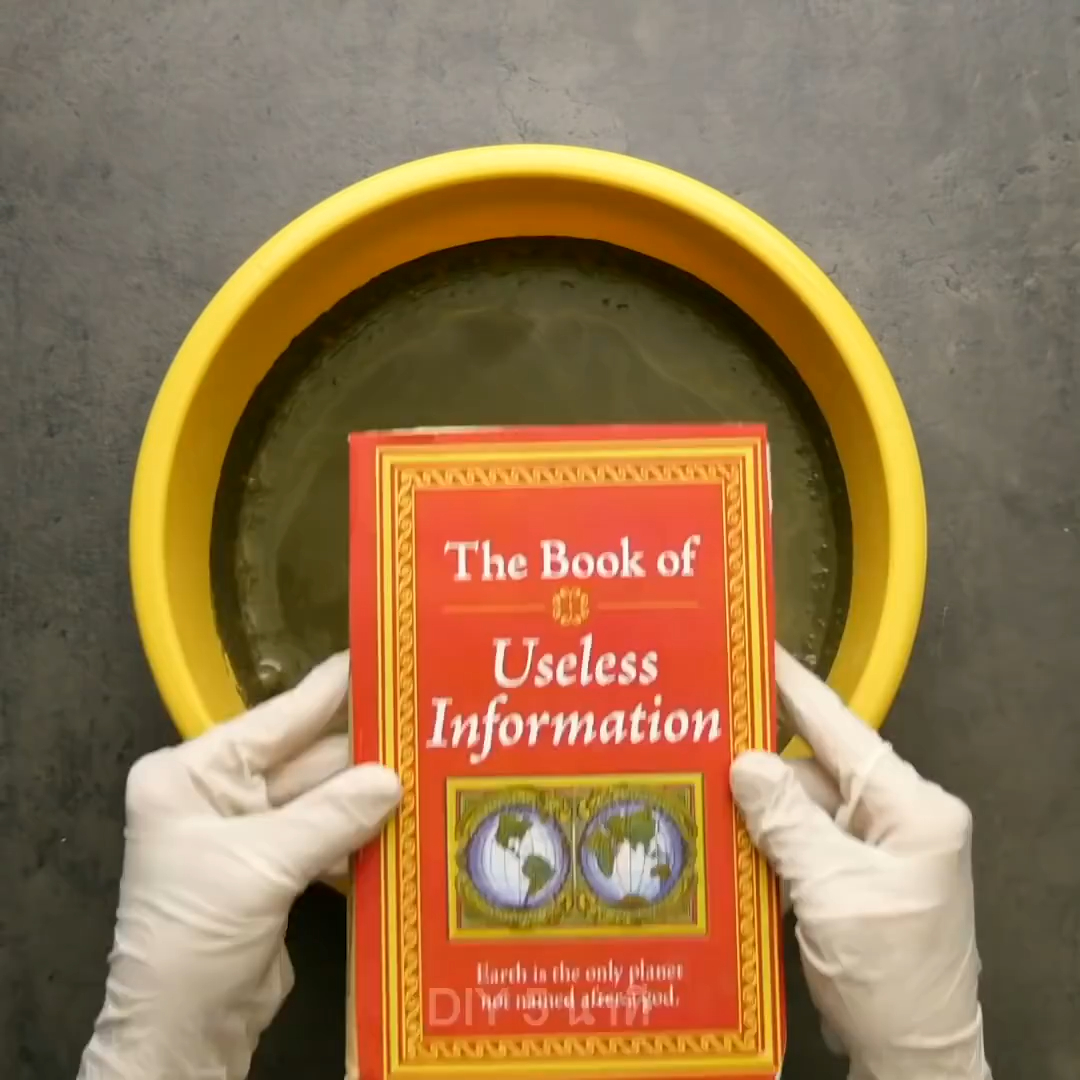 The Book of
Useless
Information
Earth is the only planet
not named after a god.
DIY 5 นาที